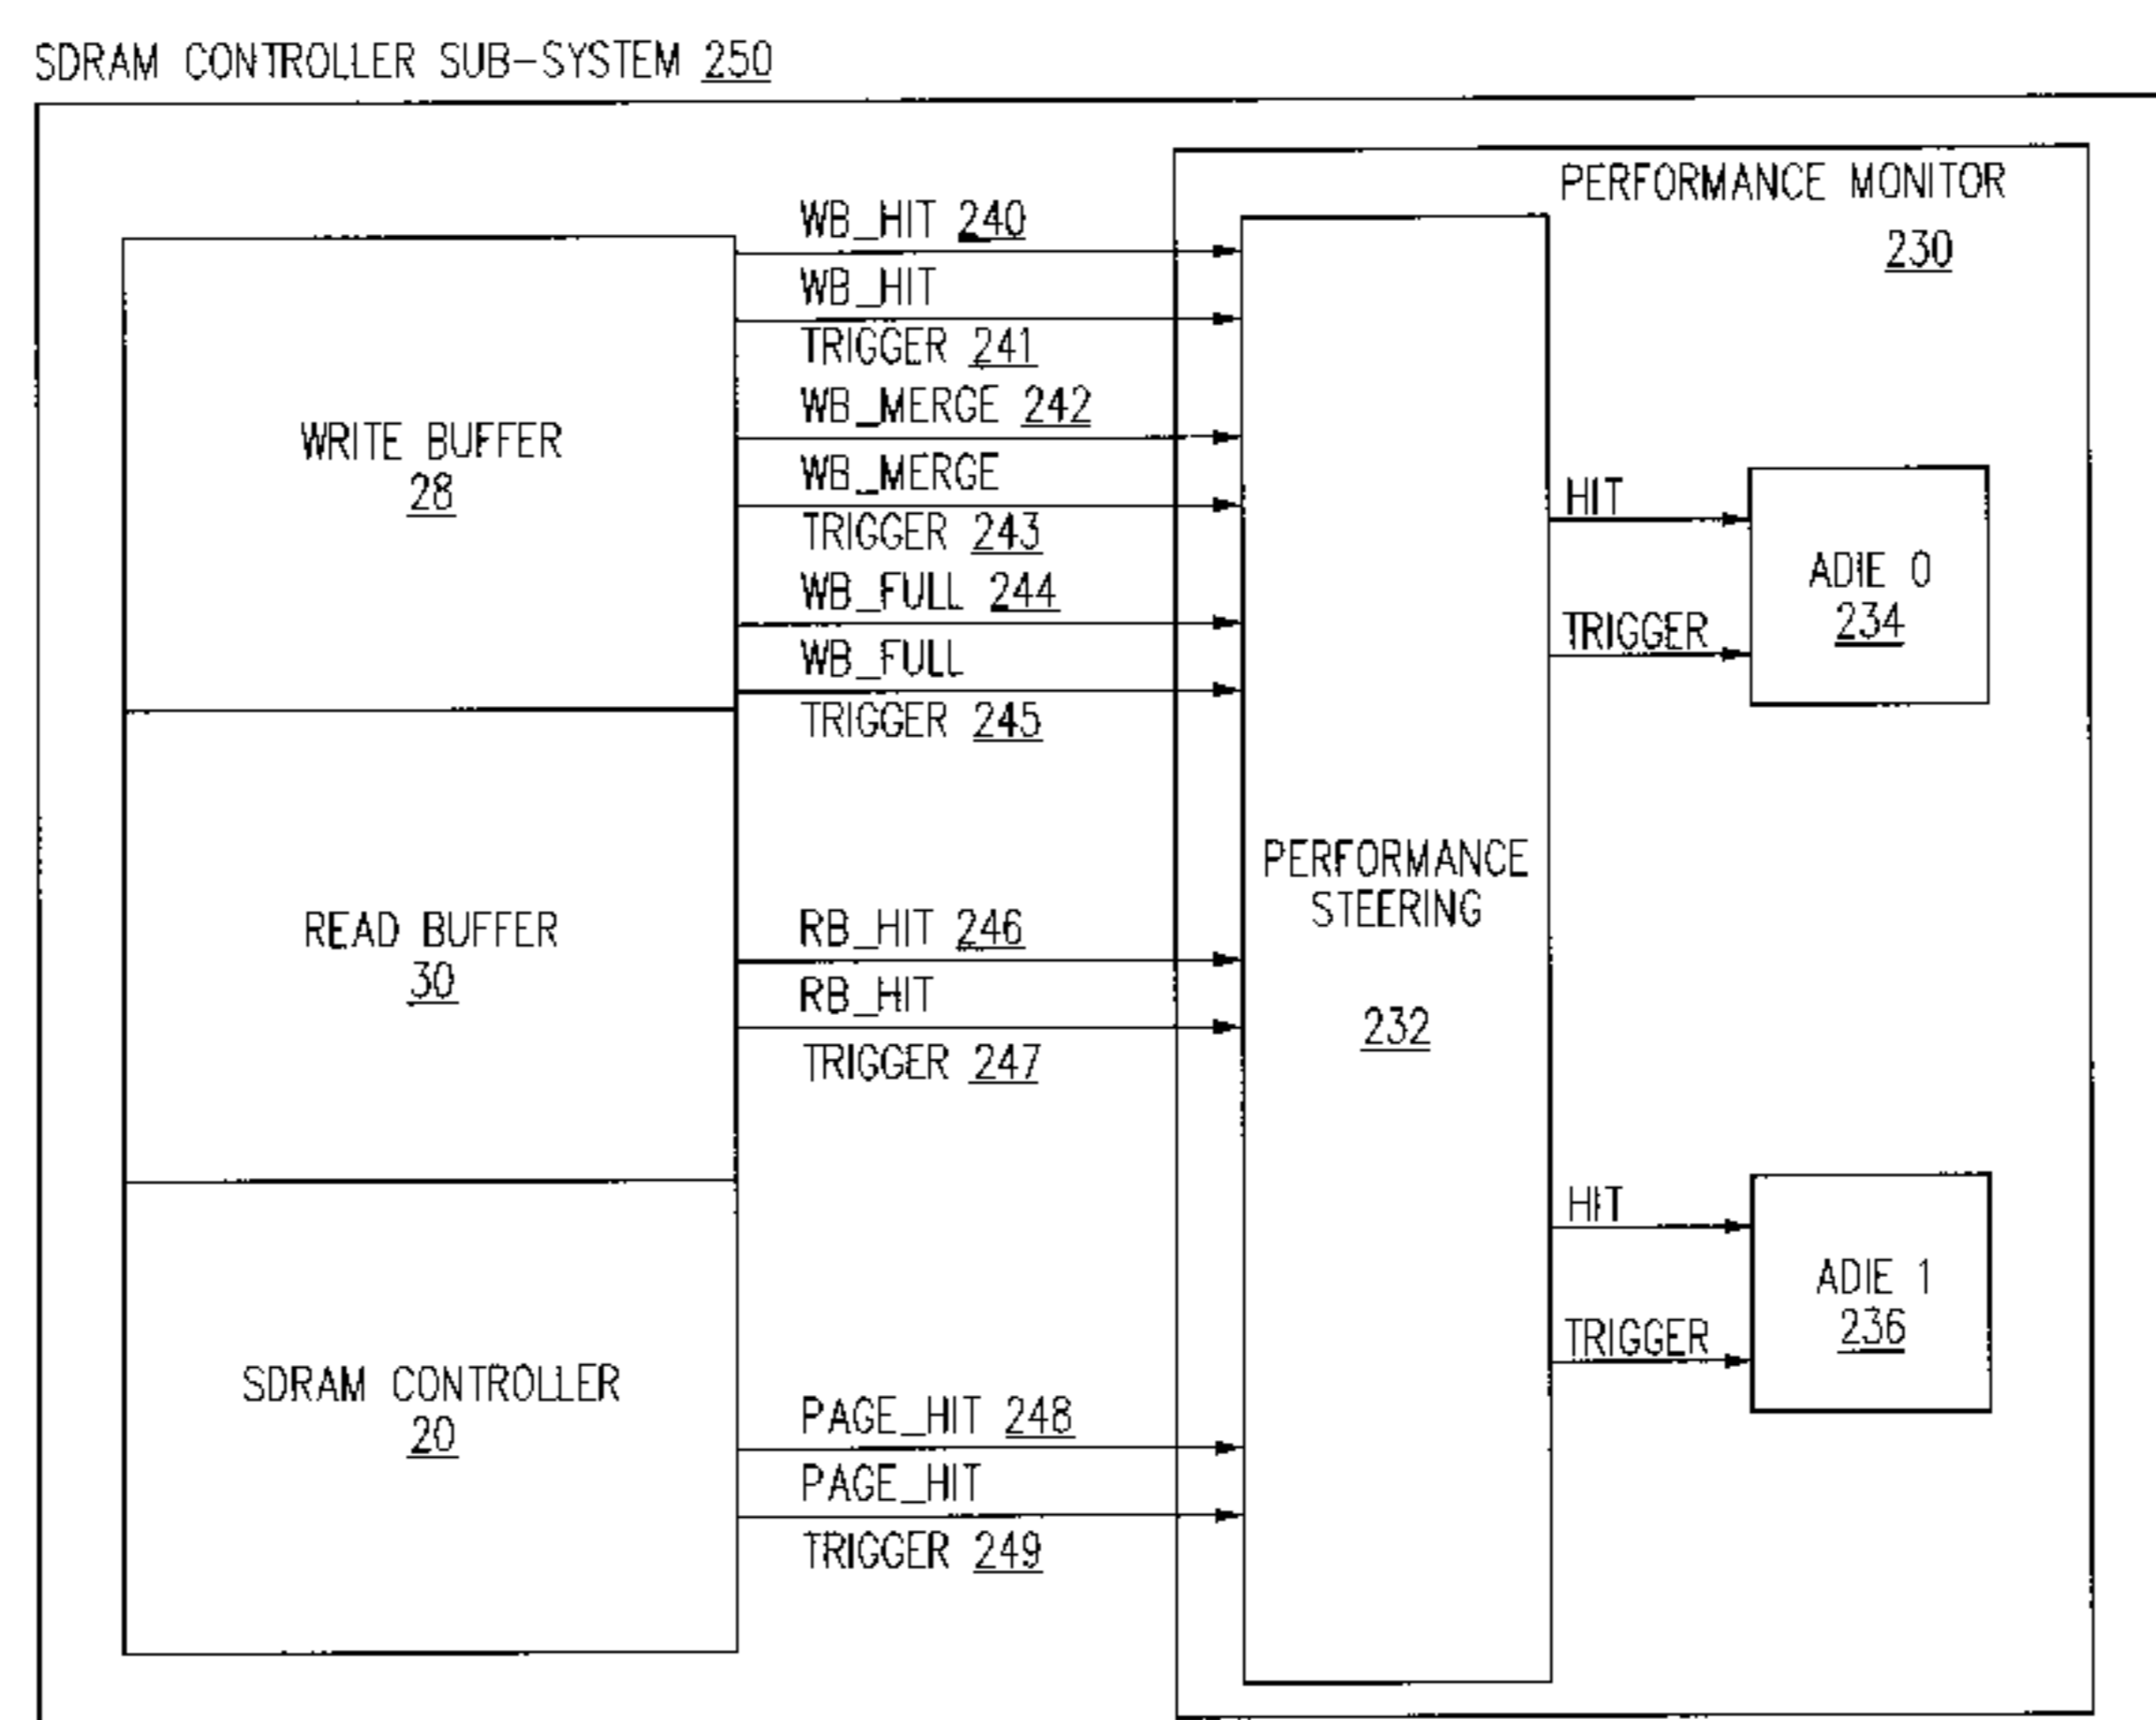 SDRAM CONTROLLER SUB-SYSTEM 250
PERFORMANCE MONITOR
230
WB_HIT 240
WB_HIT
TRIGGER 241
WB_MERGE 242
WB_MERGE
TRIGGER 243
WB_FULL 244
WB_FULL
TRIGGER 245
WRITE BUFFER
28
READ BUFFER
30
RB_HIT 246
RB_HIT
TRIGGER 247
SDRAM CONTROLLER
20
PAGE_HIT 248
PAGE_HIT
TRIGGER 249
PERFORMANCE
STEERING
232
HIT
TRIGGER
ADIE 0
234
HIT
TRIGGER
ADIE 1
236